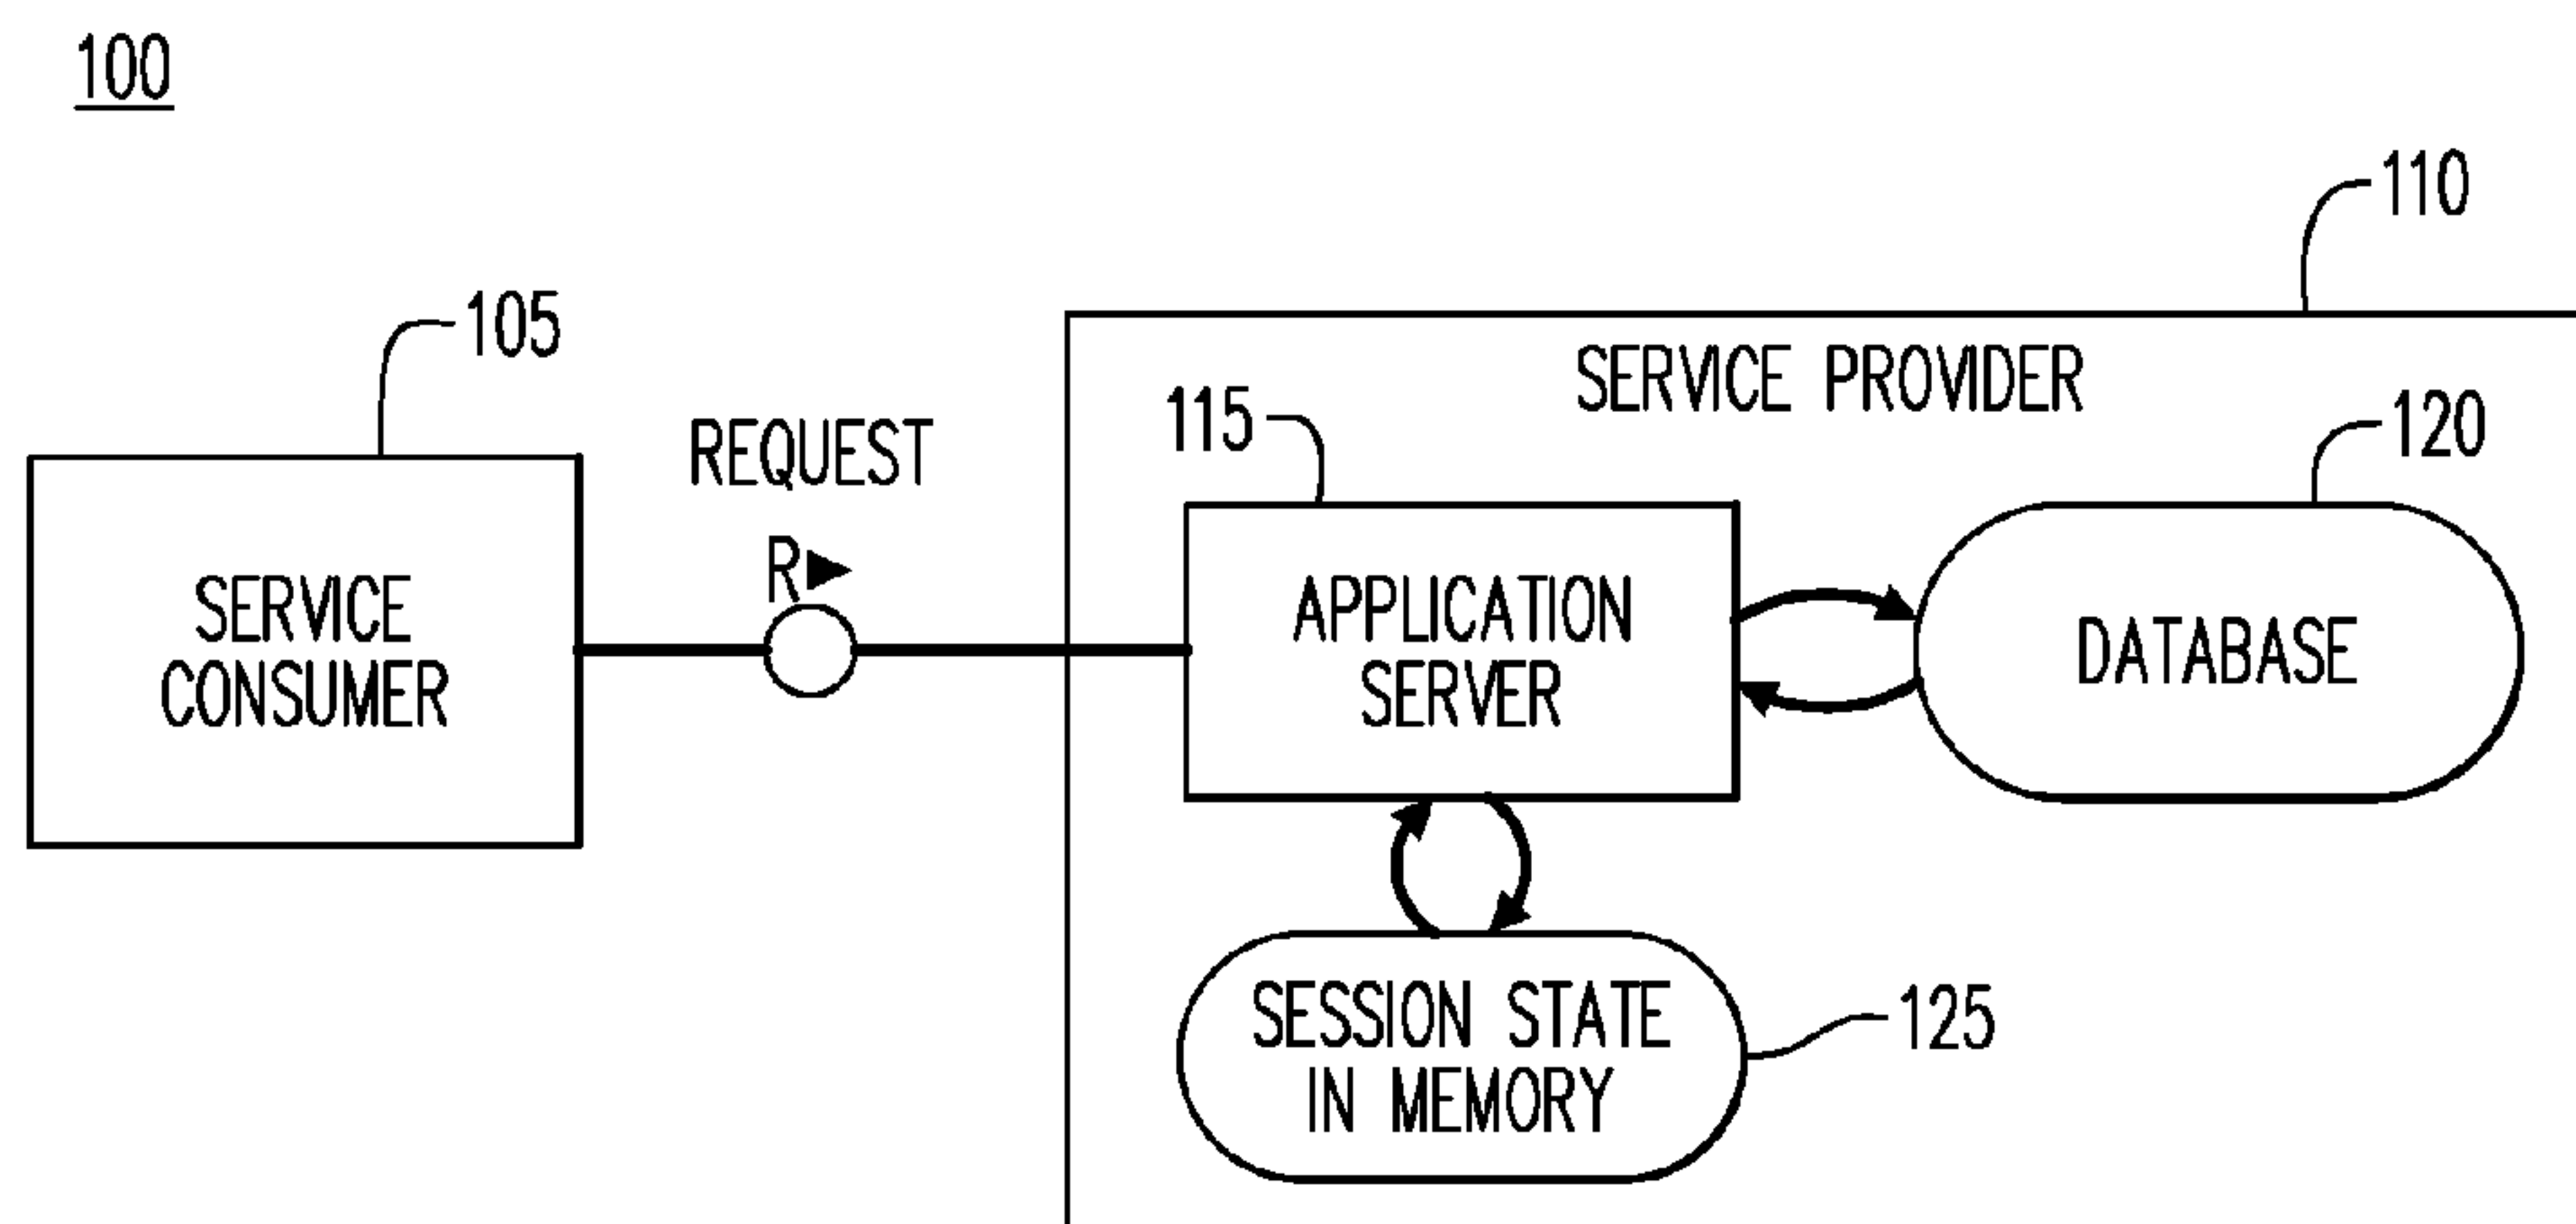 100
110
105
SERVICE PROVIDER
115
120
REQUEST
R▶
SERVICE
CONSUMER
APPLICATION
SERVER
DATABASE
SESSION STATE
IN MEMORY
125